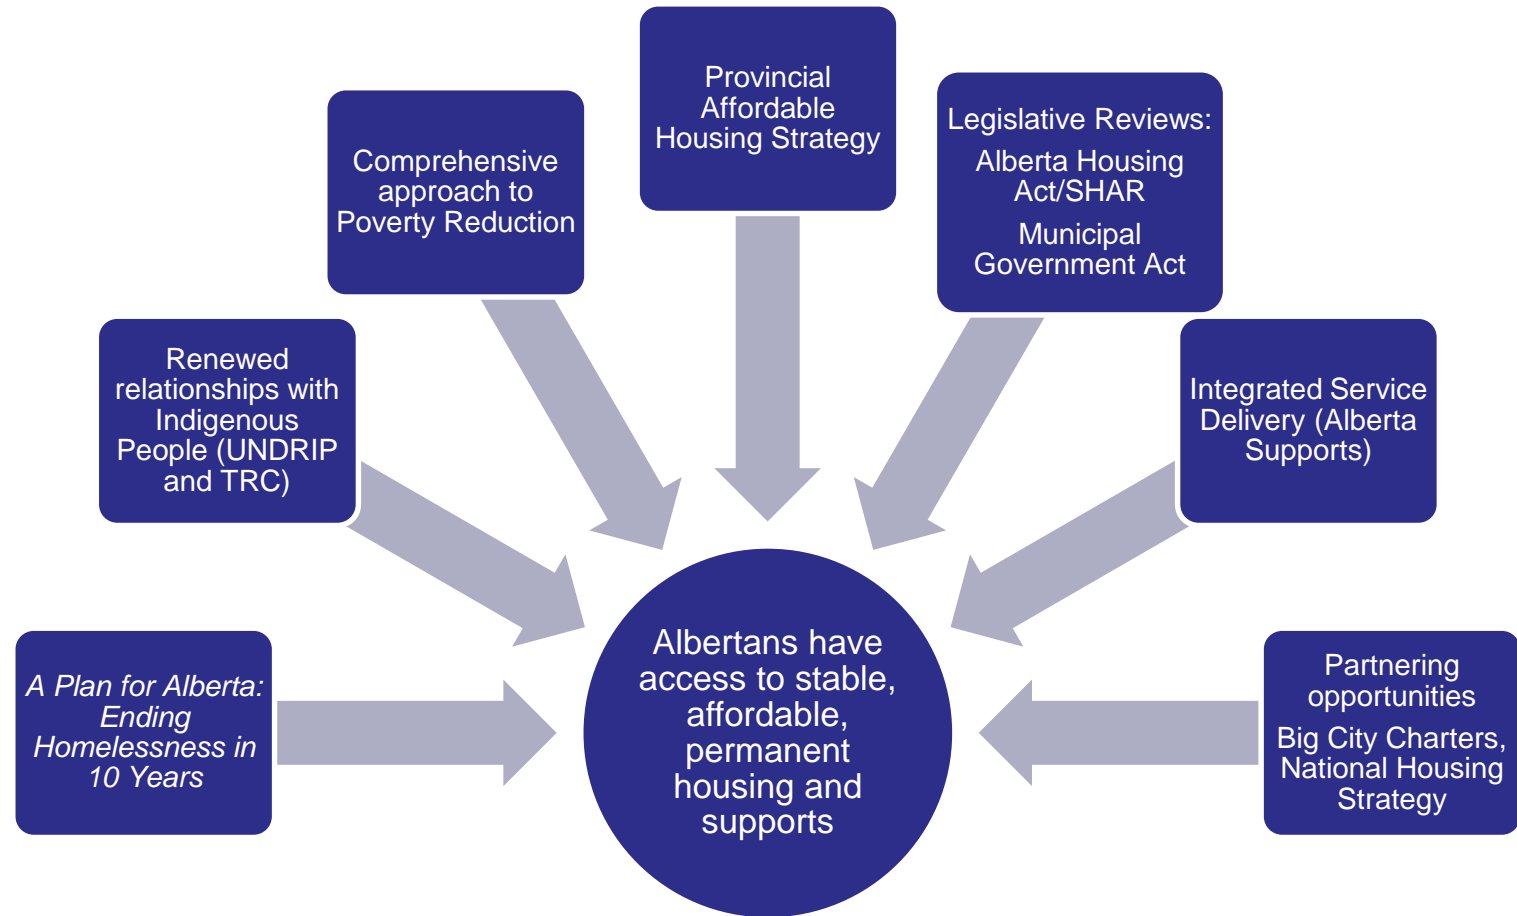 Provincial
Affordable
Housing Strategy
Legislative Reviews:
Alberta Housing
Act/SHAR
Municipal
Government Act
Comprehensive
approach to
Poverty Reduction
Renewed
relationships with
Indigenous
People (UNDRIP
and TRC)
Integrated Service
Delivery (Alberta
Supports)
A Plan for Alberta:
Ending
Homelessness in
10 Years
Albertans have
access to stable,
affordable,
permanent
housing and
supports
Partnering
opportunities
Big City Charters,
National Housing
Strategy